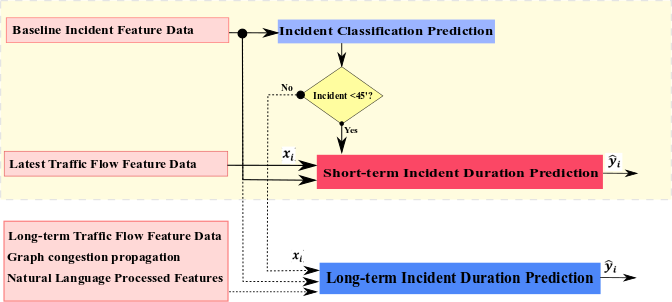 Baseline Incident Feature Data
Incident Classification Prediction
No
Incident <45'?
Yes
Latest Traffic Flow Feature Data
x_i
Short-term Incident Duration Prediction
ŷ_i
Long-term Traffic Flow Feature Data
Graph congestion propagation
Natural Language Processed Features
x_i
Long-term Incident Duration Prediction
ŷ_i